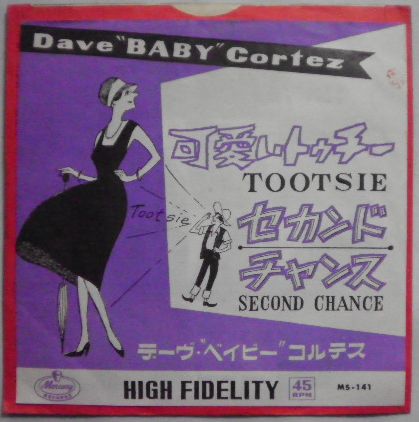 Dave "BABY" Cortez
可愛いトゥチー
TOOTSIE
Tootsie
セカンド
チャンス
SECOND CHANCE
デーヴ・"ベイビー"コルテス
Mercury
RECORDS
HIGH FIDELITY
45
RPM
MS-141